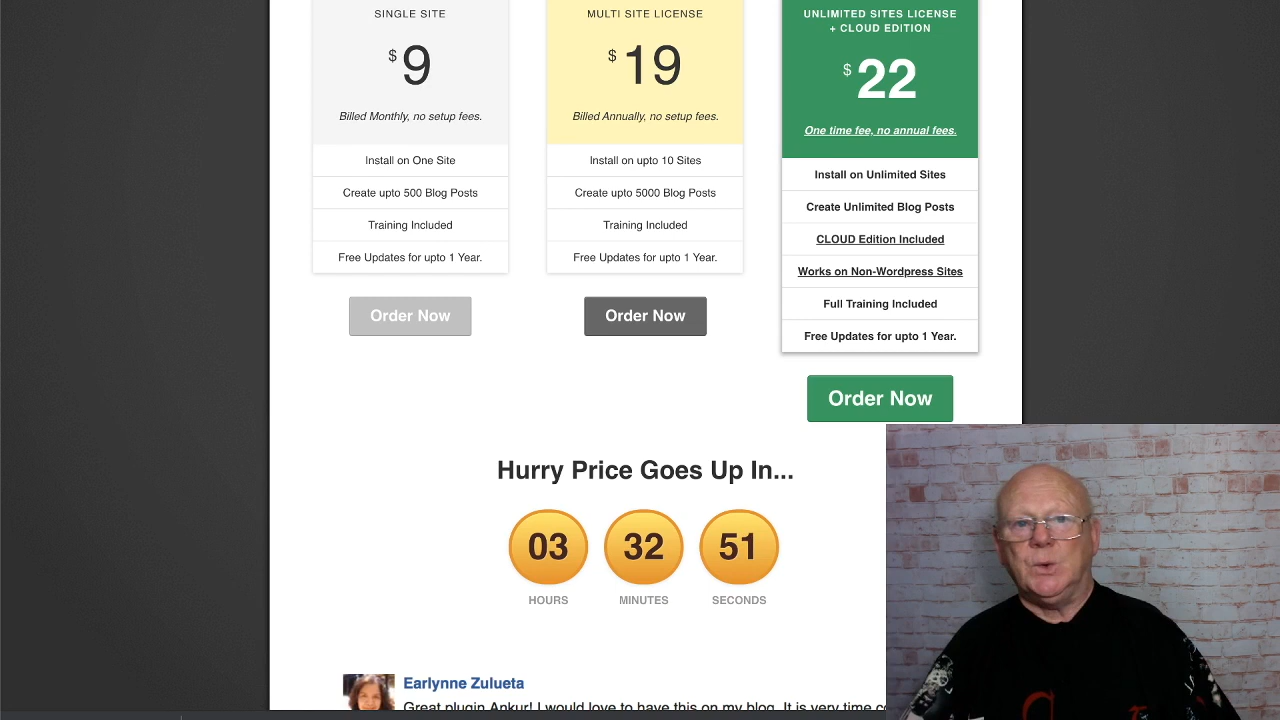 SINGLE SITE
$ 9
Billed Monthly, no setup fees.
Install on One Site
Create upto 500 Blog Posts
Training Included
Free Updates for upto 1 Year.
Order Now
MULTI SITE LICENSE
$ 19
Billed Annually, no setup fees.
Install on upto 10 Sites
Create upto 5000 Blog Posts
Training Included
Free Updates for upto 1 Year.
Order Now
UNLIMITED SITES LICENSE
+ CLOUD EDITION
$ 22
One time fee, no annual fees.
Install on Unlimited Sites
Create Unlimited Blog Posts
CLOUD Edition Included
Works on Non-Wordpress Sites
Full Training Included
Free Updates for upto 1 Year.
Order Now
Hurry Price Goes Up In...
03 32 51
HOURS MINUTES SECONDS
Earlynne Zulueta
Great plugin Ankur! I would love to have this on my blog. It is very time